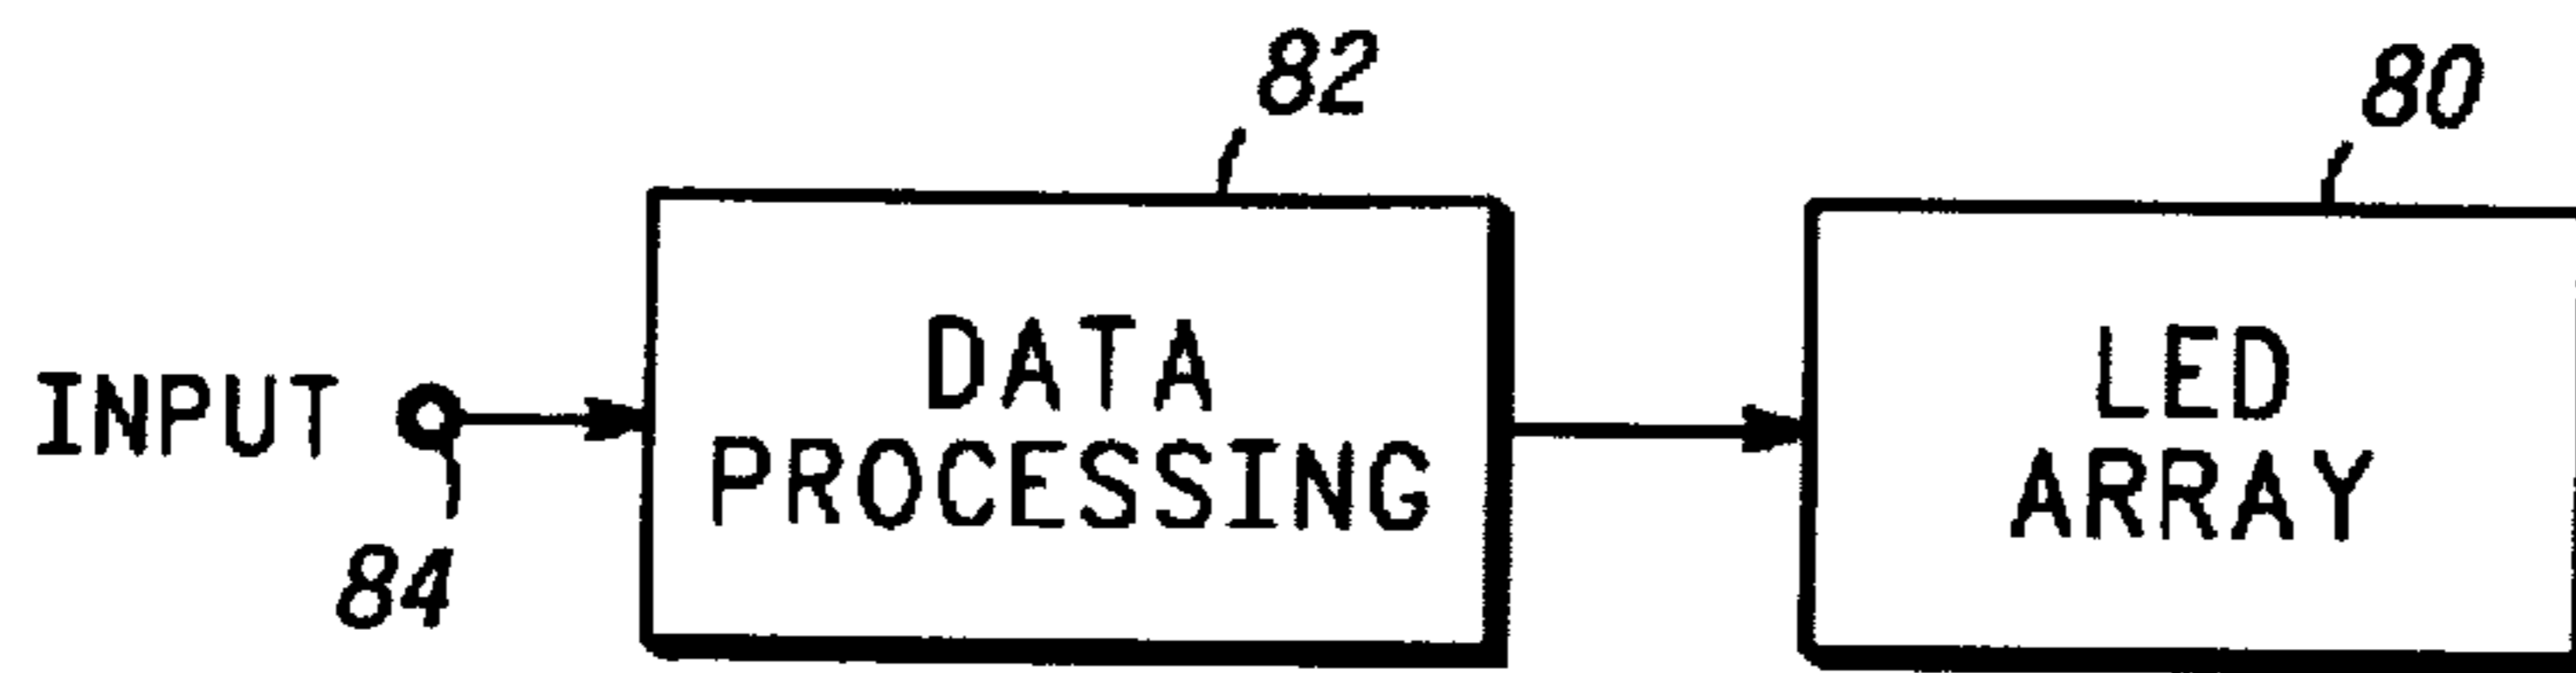 82
80
INPUT
DATA
PROCESSING
LED
ARRAY
84